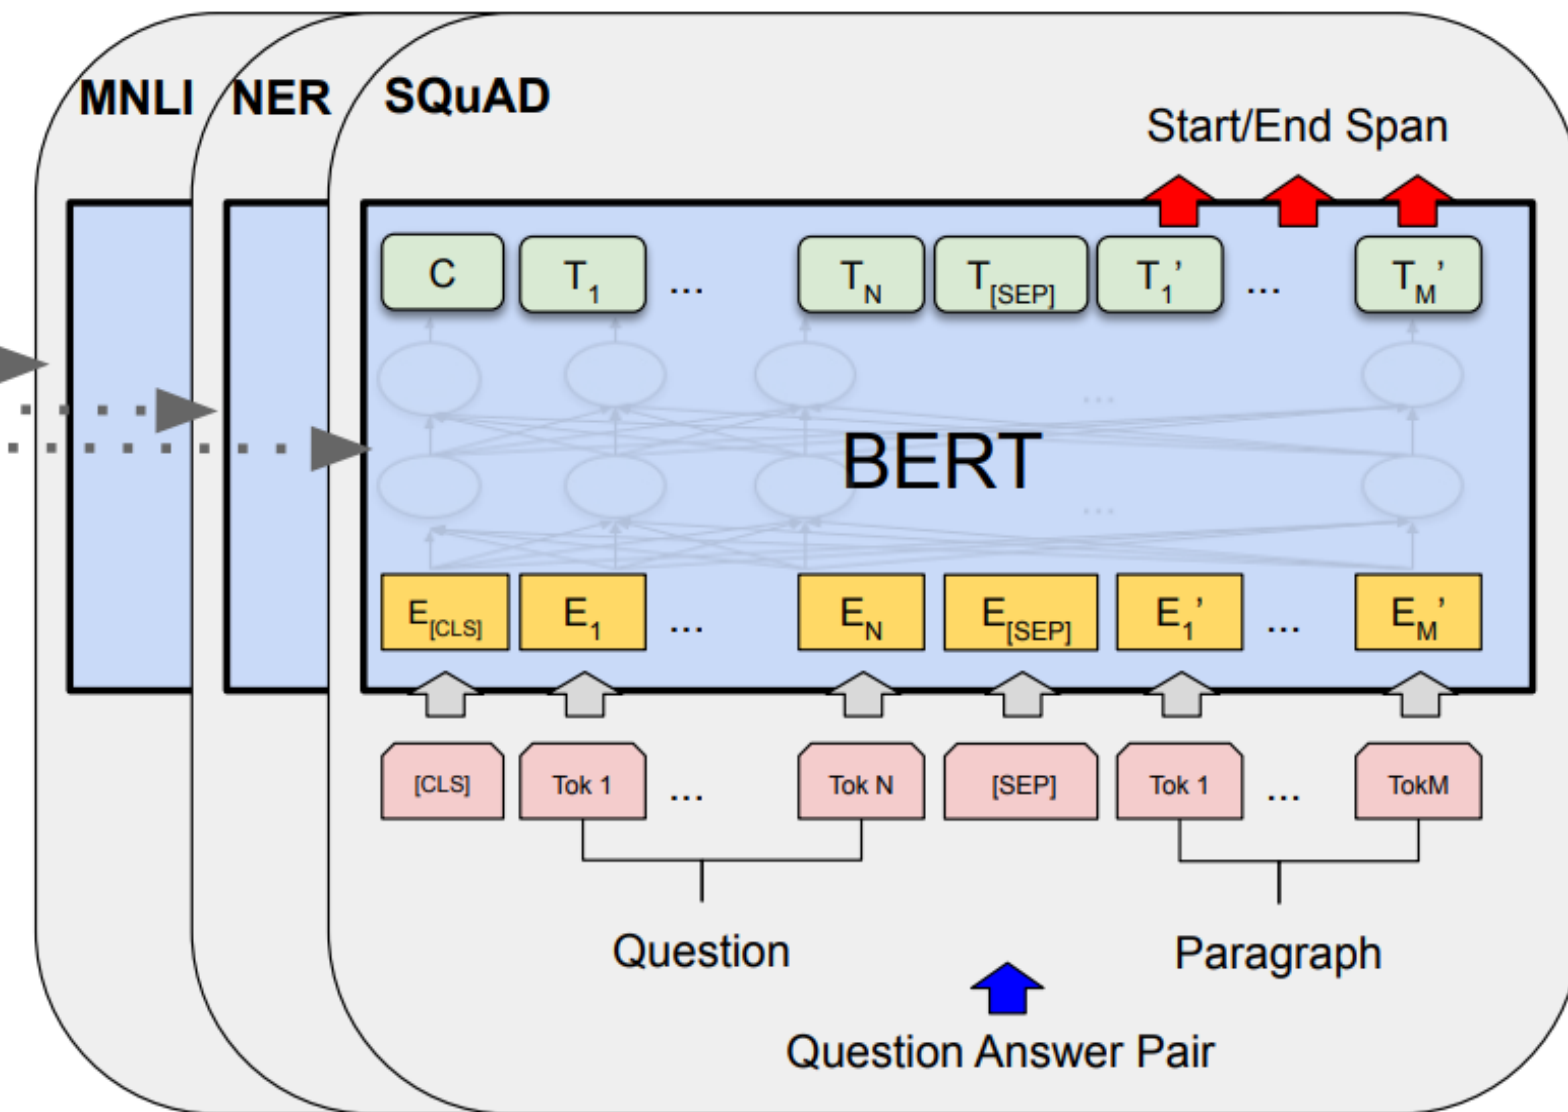 MNLI NER SQuAD
Start/End Span
C T1 ... TN T[SEP] T1’ ... TM’
...
BERT
...
E[CLS] E1 ... EN E[SEP] E1’ ... EM’
[CLS] Tok 1 ... Tok N [SEP] Tok 1 ... TokM
Question Paragraph
Question Answer Pair